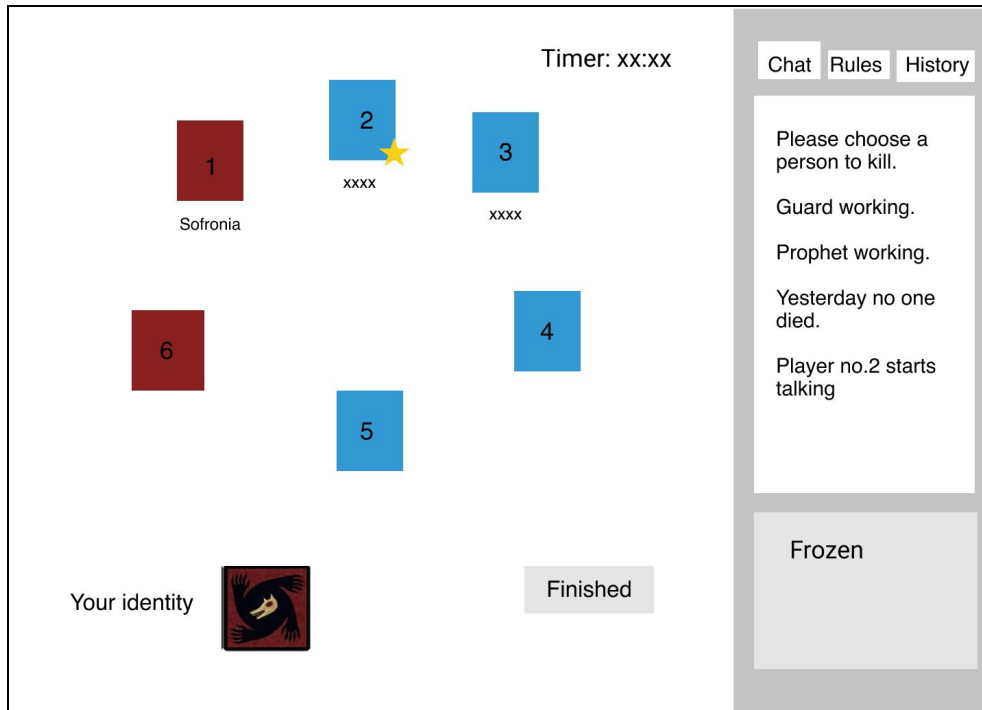 Timer: xx:xx
1
Sofronia
2
xxxx
3
xxxx
4
5
6
Your identity
Finished
Chat
Rules
History
Please choose a
person to kill.
Guard working.
Prophet working.
Yesterday no one
died.
Player no.2 starts
talking
Frozen